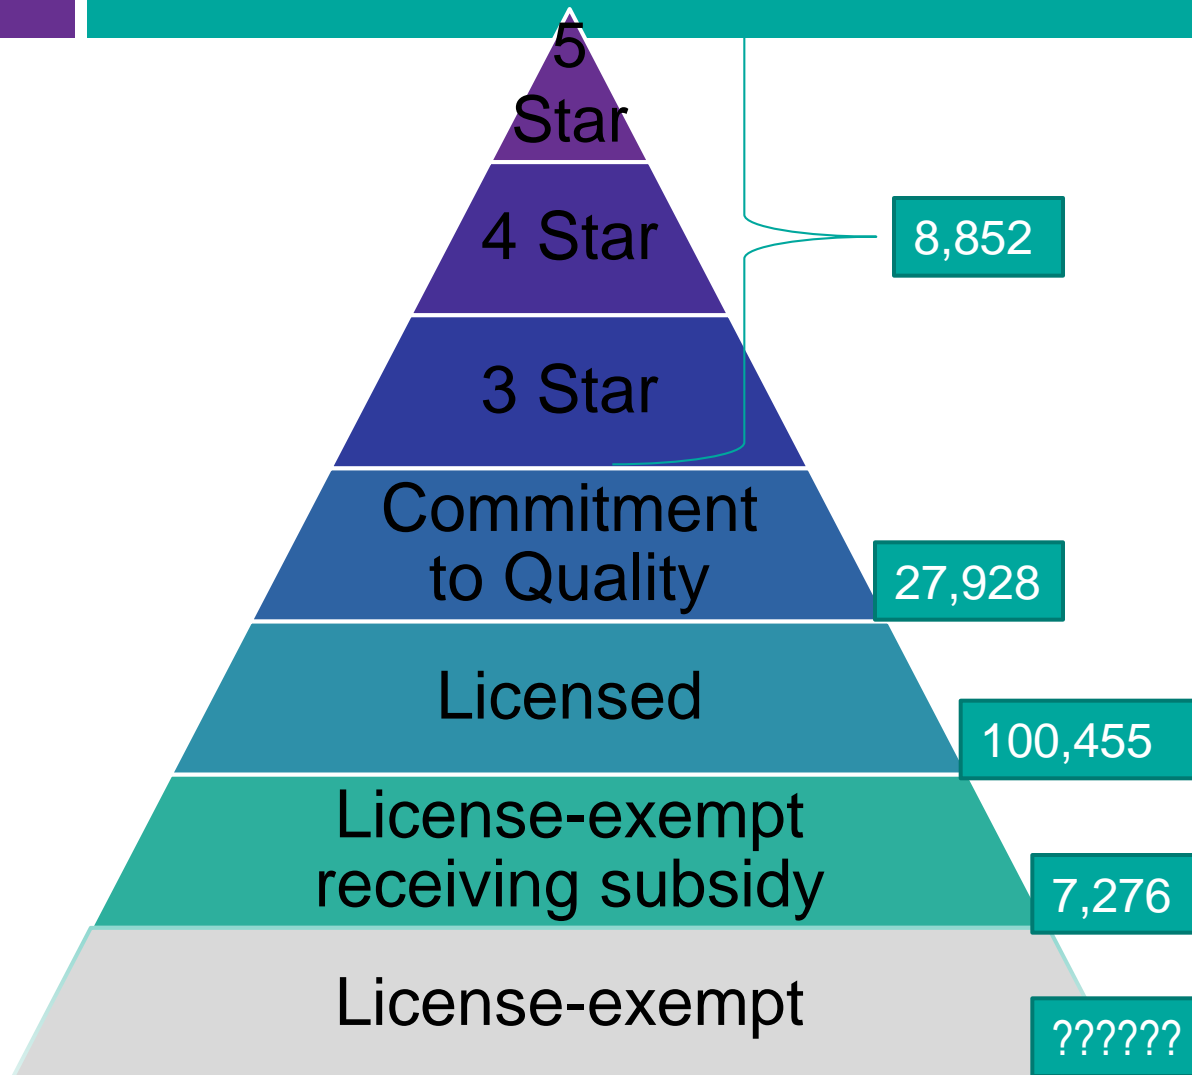 5
Star
4 Star
8,852
3 Star
Commitment
to Quality
27,928
Licensed
100,455
License-exempt
receiving subsidy
7,276
License-exempt
??????